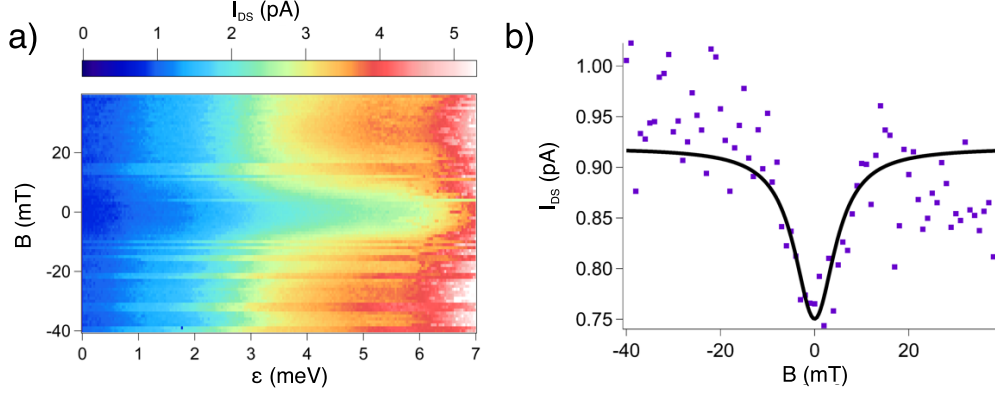 a)
I_DS (pA)
0 1 2 3 4 5
B (mT)
20
0
-20
-40
0 1 2 3 4 5 6 7
ε (meV)
b)
I_DS (pA)
1.00
0.95
0.90
0.85
0.80
0.75
-40 -20 0 20
B (mT)